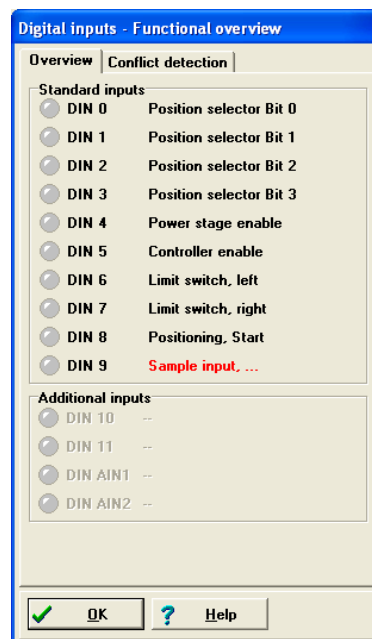 Digital inputs - Functional overview
Overview Conflict detection
Standard inputs
DIN 0 Position selector Bit 0
DIN 1 Position selector Bit 1
DIN 2 Position selector Bit 2
DIN 3 Position selector Bit 3
DIN 4 Power stage enable
DIN 5 Controller enable
DIN 6 Limit switch, left
DIN 7 Limit switch, right
DIN 8 Positioning, Start
DIN 9 Sample input, ...
Additional inputs
DIN 10 --
DIN 11 --
DIN AIN1 --
DIN AIN2 --
OK ? Help